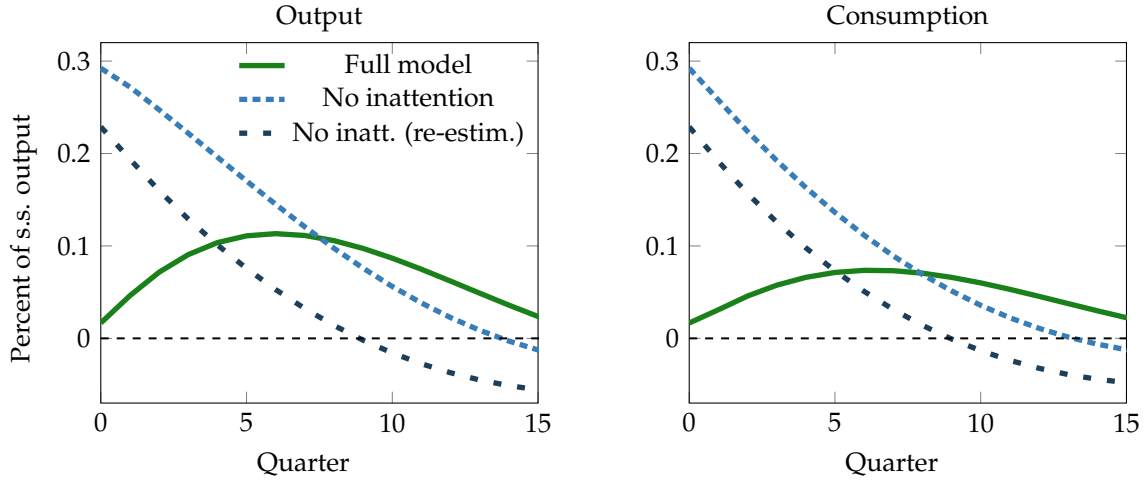 Output
Consumption
Percent of s.s. output
0.3
0.2
0.1
0
Full model
No inattention
No inatt. (re-estim.)
0
5
10
15
Quarter
0.3
0.2
0.1
0
0
5
10
15
Quarter